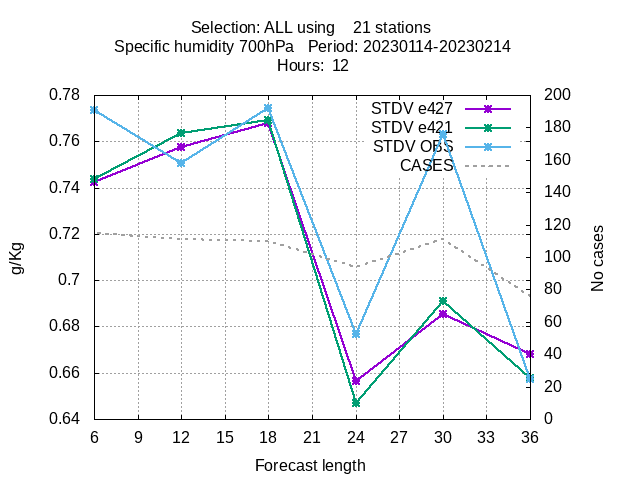 Selection: ALL using    21 stations
Specific humidity 700hPa   Period: 20230114-20230214
Hours:  12
0.78
0.76
0.74
0.72
0.7
0.68
0.66
0.64
g/Kg
STDV e427
STDV e421
STDV OBS
CASES
200
180
160
140
120
100
80
60
40
20
0
No cases
6 9 12 15 18 21 24 27 30 33 36
Forecast length